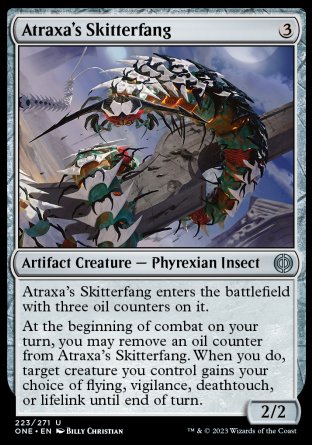 Atraxa's Skitterfang 3
Artifact Creature — Phyrexian Insect
Atraxa's Skitterfang enters the battlefield
with three oil counters on it.
At the beginning of combat on your
turn, you may remove an oil counter
from Atraxa's Skitterfang. When you do,
target creature you control gains your
choice of flying, vigilance, deathtouch,
or lifelink until end of turn.
2/2
223/271 U
ONE • EN BILLY CHRISTIAN
™ & © 2023 Wizards of the Coast